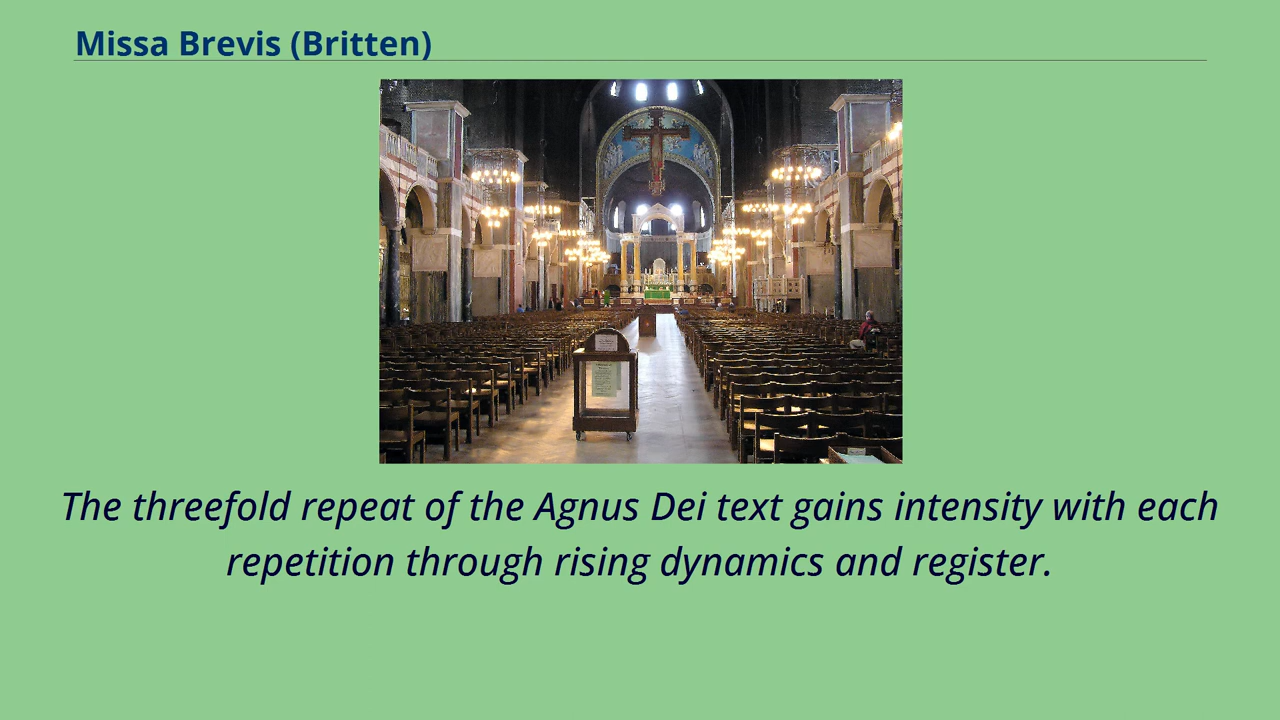 Missa Brevis (Britten)
The threefold repeat of the Agnus Dei text gains intensity with each
repetition through rising dynamics and register.